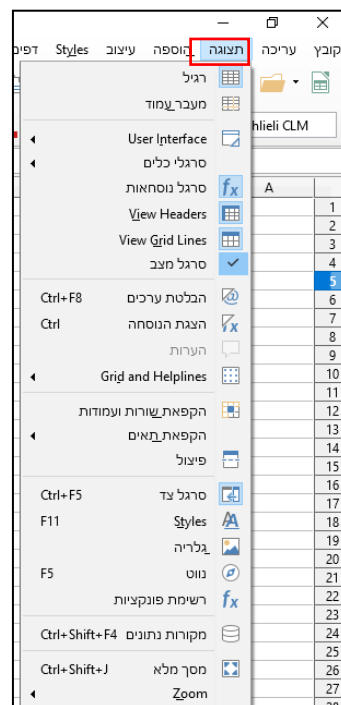 קובץ עריכה תצוגה הוספה עיצוב Styles דפים
hlieli CLM
A
רגיל
מעבר עמוד
User Interface
סרגלי כלים
סרגל נוסחאות
View Headers
View Grid Lines
סרגל מצב
הבלטת ערכים Ctrl+F8
הצגת הנוסחה Ctrl
הערות
Grid and Helplines
הקפאת שורות ועמודות
הקפאת תאים
פיצול
סרגל צד Ctrl+F5
Styles F11
גלריה
נווט F5
רשימת פונקציות
מקורות נתונים Ctrl+Shift+F4
מסך מלא Ctrl+Shift+J
Zoom
1
2
3
4
5
6
7
8
9
10
11
12
13
14
15
16
17
18
19
20
21
22
23
24
25
26
27